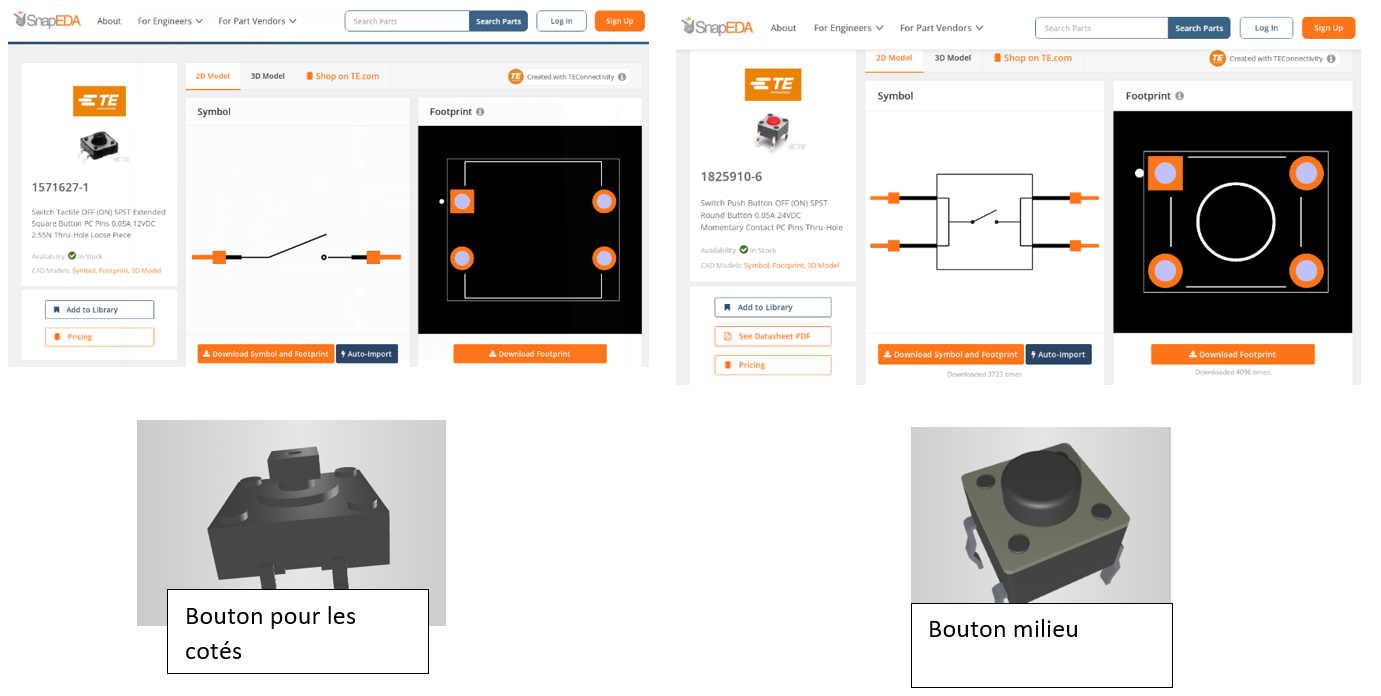 SnapEDA About For Engineers For Part Vendors Search Parts Search Parts Log In Sign Up
2D Model 3D Model Shop on TE.com TE Created with TEConnectivity
TE
connectivity
TE
1571627-1
Switch Tactile OFF (ON) SPST Extended
Square Button PC Pins 0.05A 12VDC
2.55N Thru-Hole Loose Piece
Availability: In Stock
CAD Models: Symbol, Footprint, 3D Model
Add to Library
Pricing
Symbol
Footprint
Download Symbol and Footprint Auto-Import
Download Footprint
SnapEDA About For Engineers For Part Vendors Search Parts Search Parts Log In Sign Up
2D Model 3D Model Shop on TE.com TE Created with TEConnectivity
TE
connectivity
TE
1825910-6
Switch Push Button OFF (ON) SPST
Round Button 0.05A 24VDC
Momentary Contact PC Pins Thru-Hole
Availability: In Stock
CAD Models: Symbol, Footprint, 3D Model
Add to Library
See Datasheet PDF
Pricing
Symbol
Footprint
Download Symbol and Footprint Auto-Import
Downloaded 3723 times
Download Footprint
Downloaded 4096 times
Bouton pour les
cotés
Bouton milieu